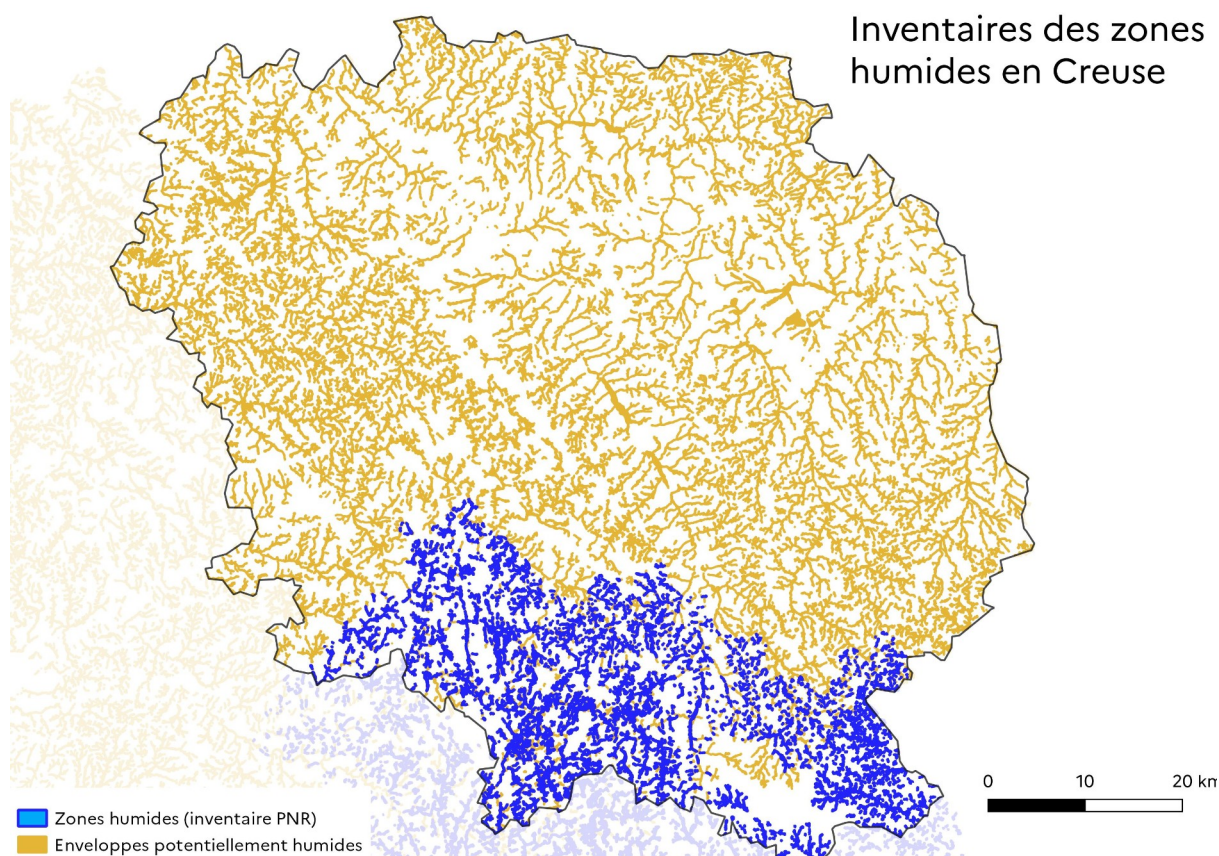 Inventaires des zones
humides en Creuse
0 10 20 km
Zones humides (inventaire PNR)
Enveloppes potentiellement humides